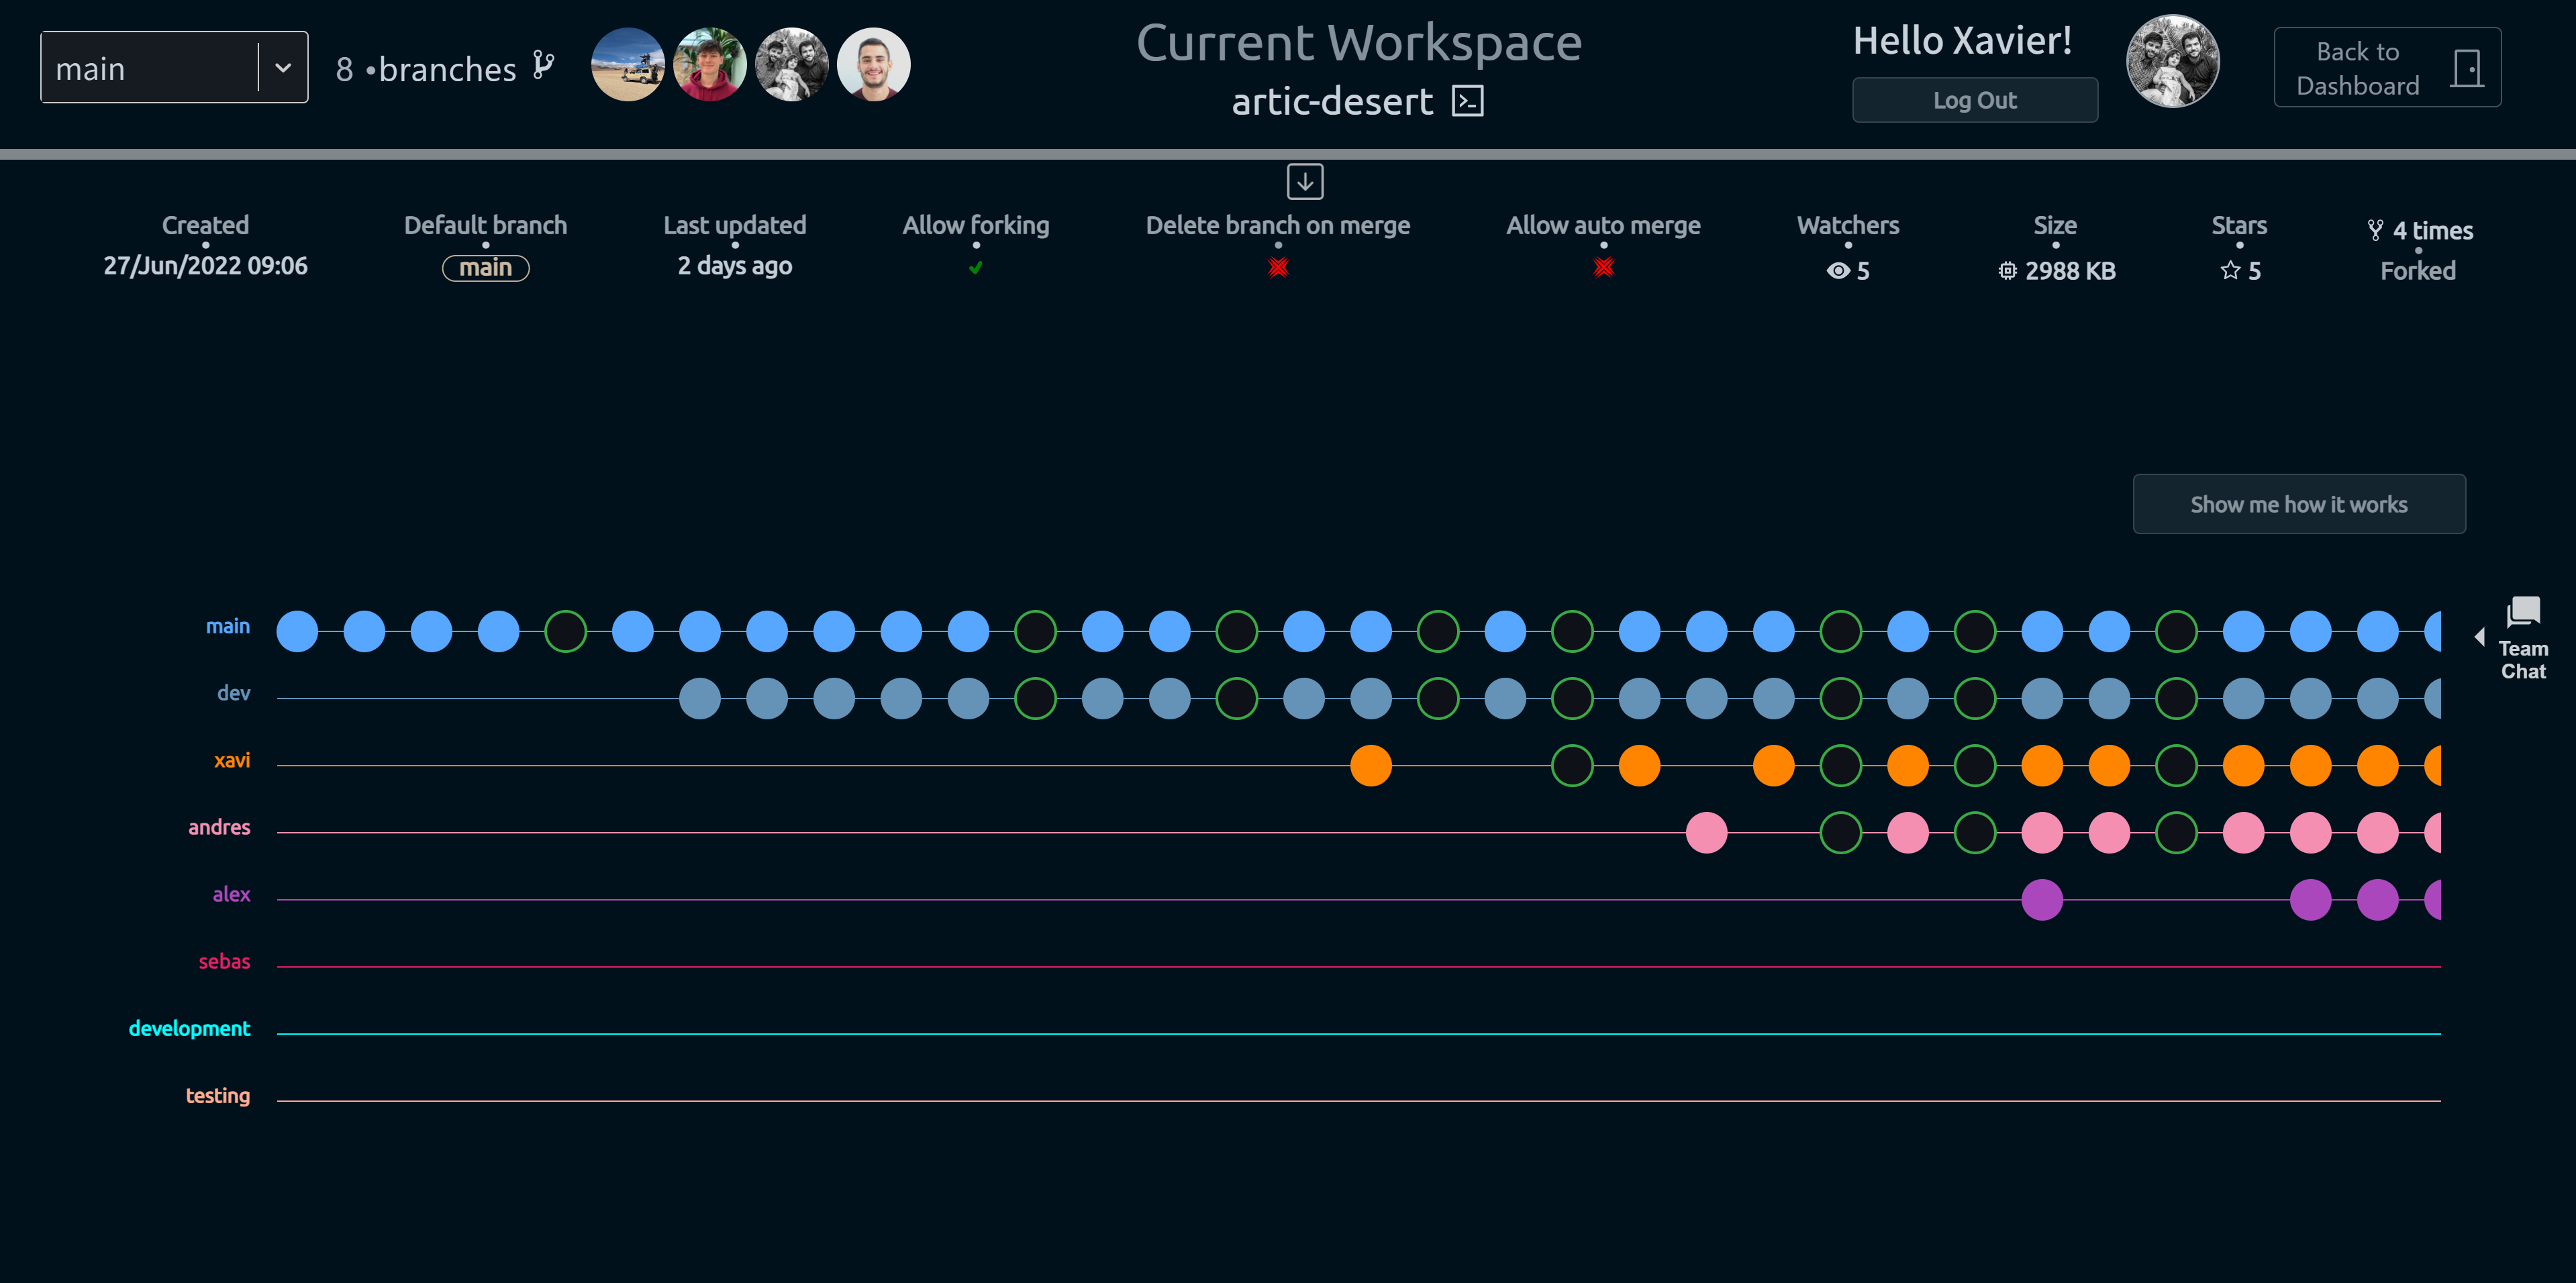 main
8 •branches
Current Workspace
artic-desert
Hello Xavier!
Log Out
Back to
Dashboard
Created
27/Jun/2022 09:06
Default branch
main
Last updated
2 days ago
Allow forking
Delete branch on merge
Allow auto merge
Watchers
5
Size
2988 KB
Stars
5
4 times
Forked
Show me how it works
main
dev
xavi
andres
alex
sebas
development
testing
Team
Chat